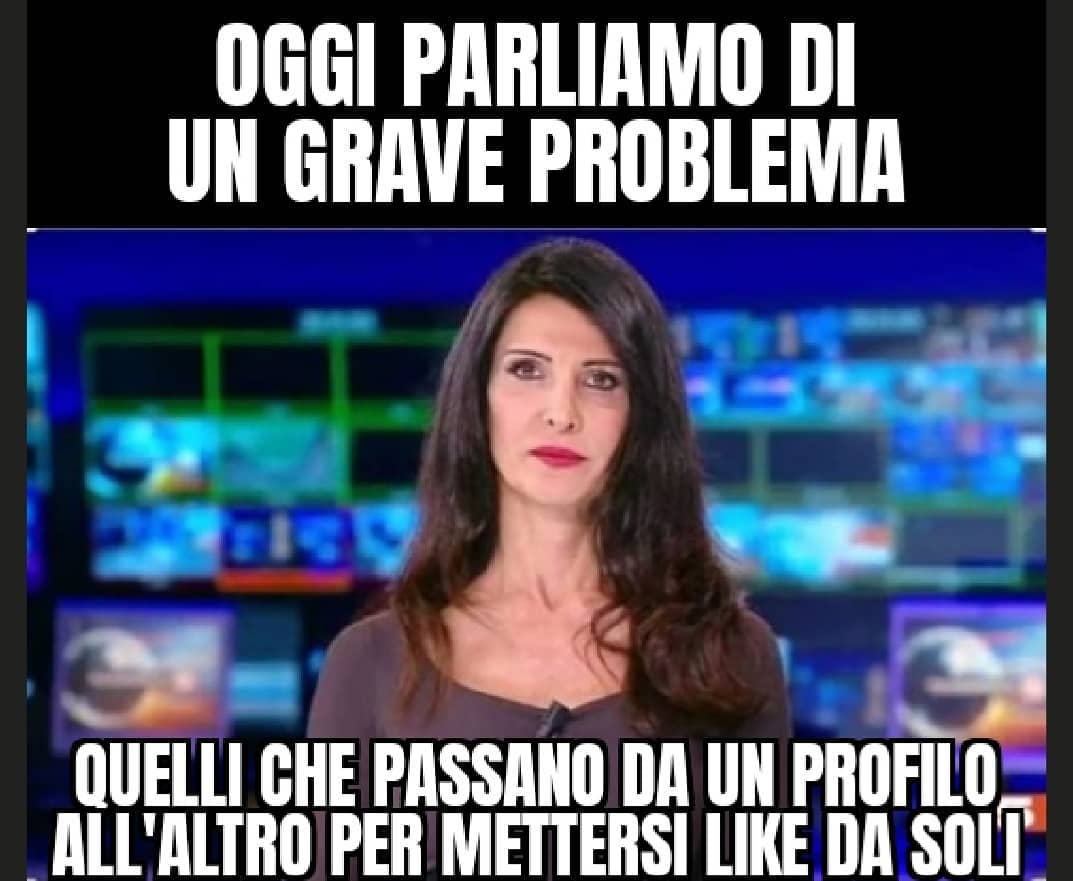 OGGI PARLIAMO DI
UN GRAVE PROBLEMA
QUELLI CHE PASSANO DA UN PROFILO
ALL'ALTRO PER METTERSI LIKE DA SOLI